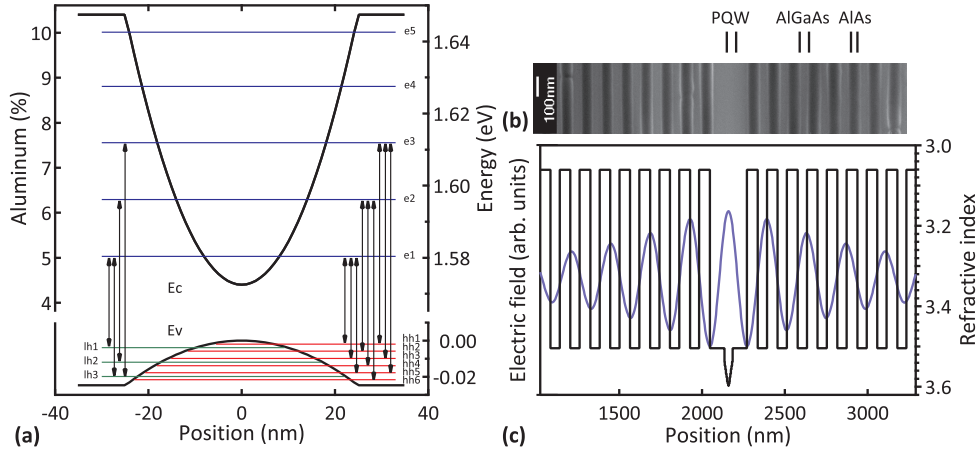 Aluminum (%)
10
9
8
7
6
5
4
e5
e4
e3
e2
e1
Ec
Ev
lh1
lh2
lh3
hh1
hh2
hh3
hh4
hh5
hh6
1.64
1.62
1.60
1.58
0.00
-0.02
Energy (eV)
-40
-20
0
20
40
Position (nm)
(a)
PQW
AlGaAs
AlAs
100nm
(b)
Electric field (arb. units)
3.0
3.2
3.4
3.6
Refractive index
1500
2000
2500
3000
Position (nm)
(c)